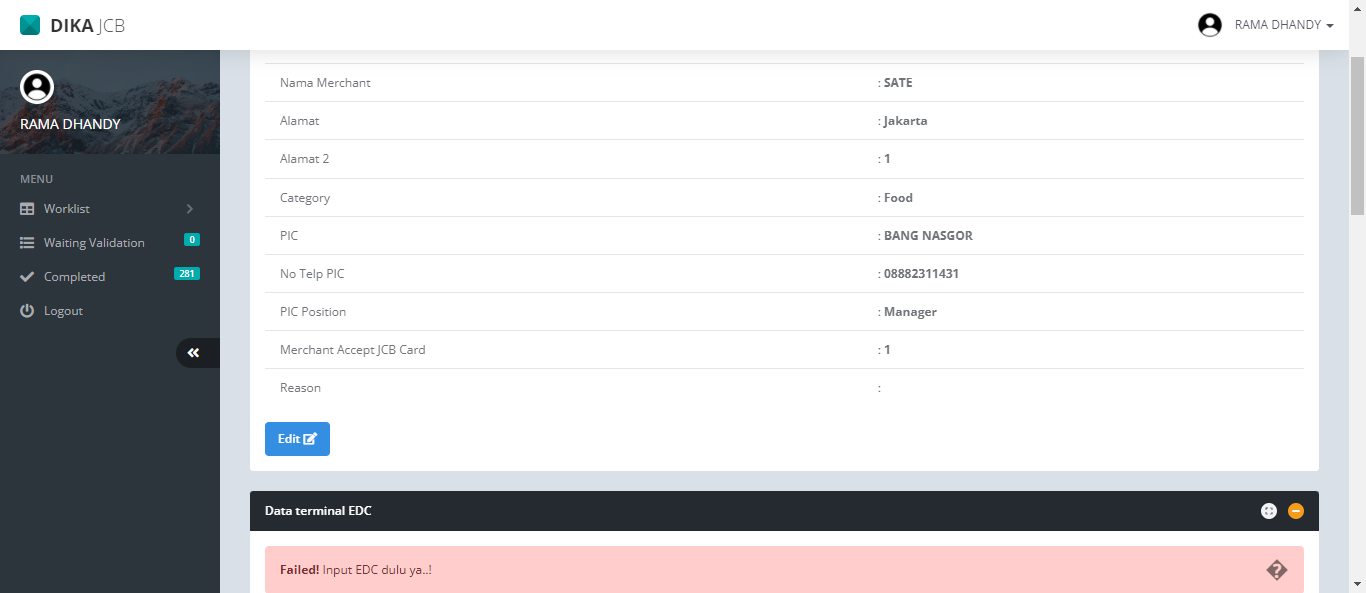 DIKA JCB
RAMA DHANDY
RAMA DHANDY
MENU
Worklist
Waiting Validation 0
Completed 281
Logout
Nama Merchant : SATE
Alamat : Jakarta
Alamat 2 : 1
Category : Food
PIC : BANG NASGOR
No Telp PIC : 08882311431
PIC Position : Manager
Merchant Accept JCB Card : 1
Reason :
Edit
Data terminal EDC
Failed! Input EDC dulu ya..! �